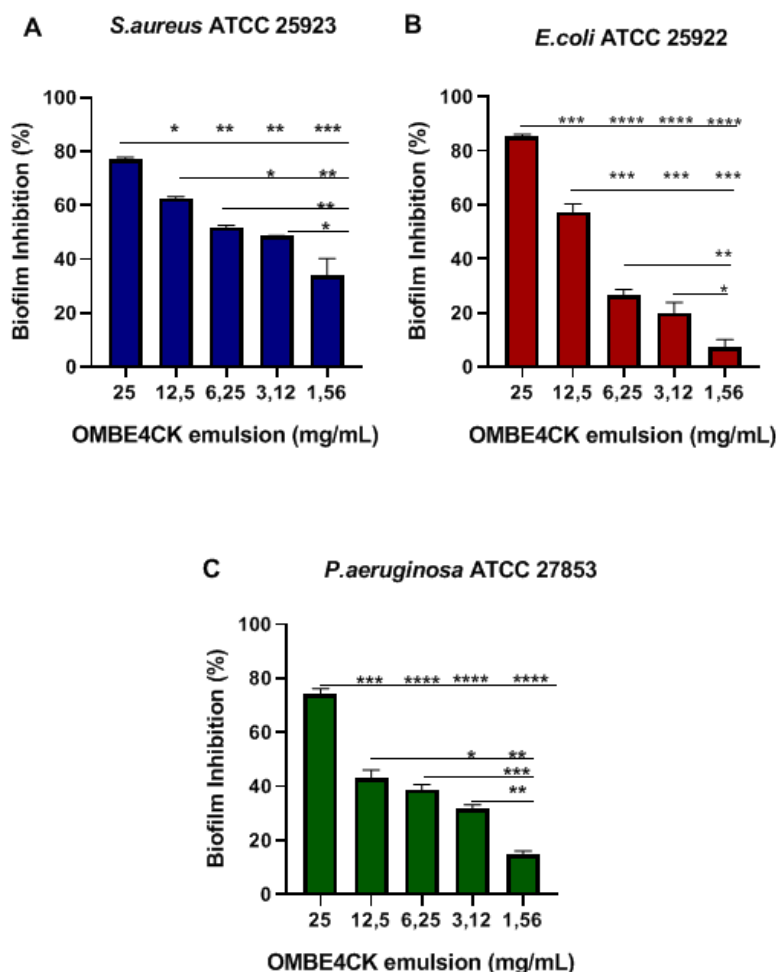 A
S.aureus ATCC 25923
Biofilm Inhibition (%)
100
80
60
40
20
0
* ** ** ***
* **
**
*
25 12,5 6,25 3,12 1,56
OMBE4CK emulsion (mg/mL)
B
E.coli ATCC 25922
Biofilm Inhibition (%)
100
80
60
40
20
0
*** **** **** ****
*** *** ***
**
*
25 12,5 6,25 3,12 1,56
OMBE4CK emulsion (mg/mL)
C
P.aeruginosa ATCC 27853
Biofilm Inhibition (%)
100
80
60
40
20
0
*** **** **** ****
* **
***
**
25 12,5 6,25 3,12 1,56
OMBE4CK emulsion (mg/mL)